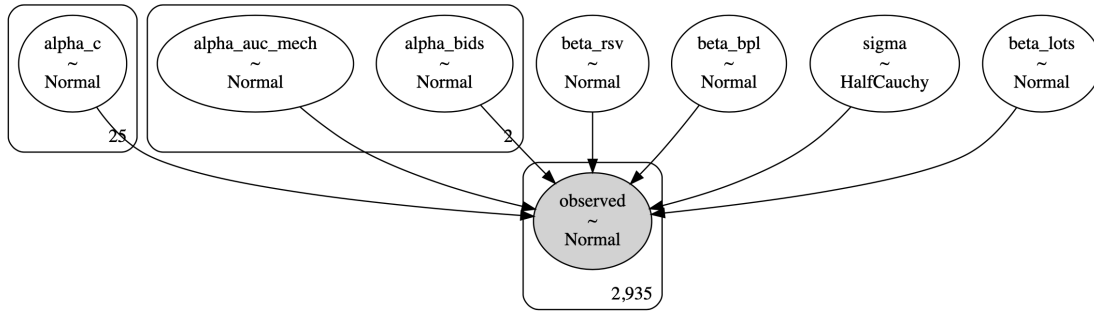 alpha_c
~
Normal
25
alpha_auc_mech
~
Normal
alpha_bids
~
Normal
2
beta_rsv
~
Normal
beta_bpl
~
Normal
sigma
~
HalfCauchy
beta_lots
~
Normal
observed
~
Normal
2,935